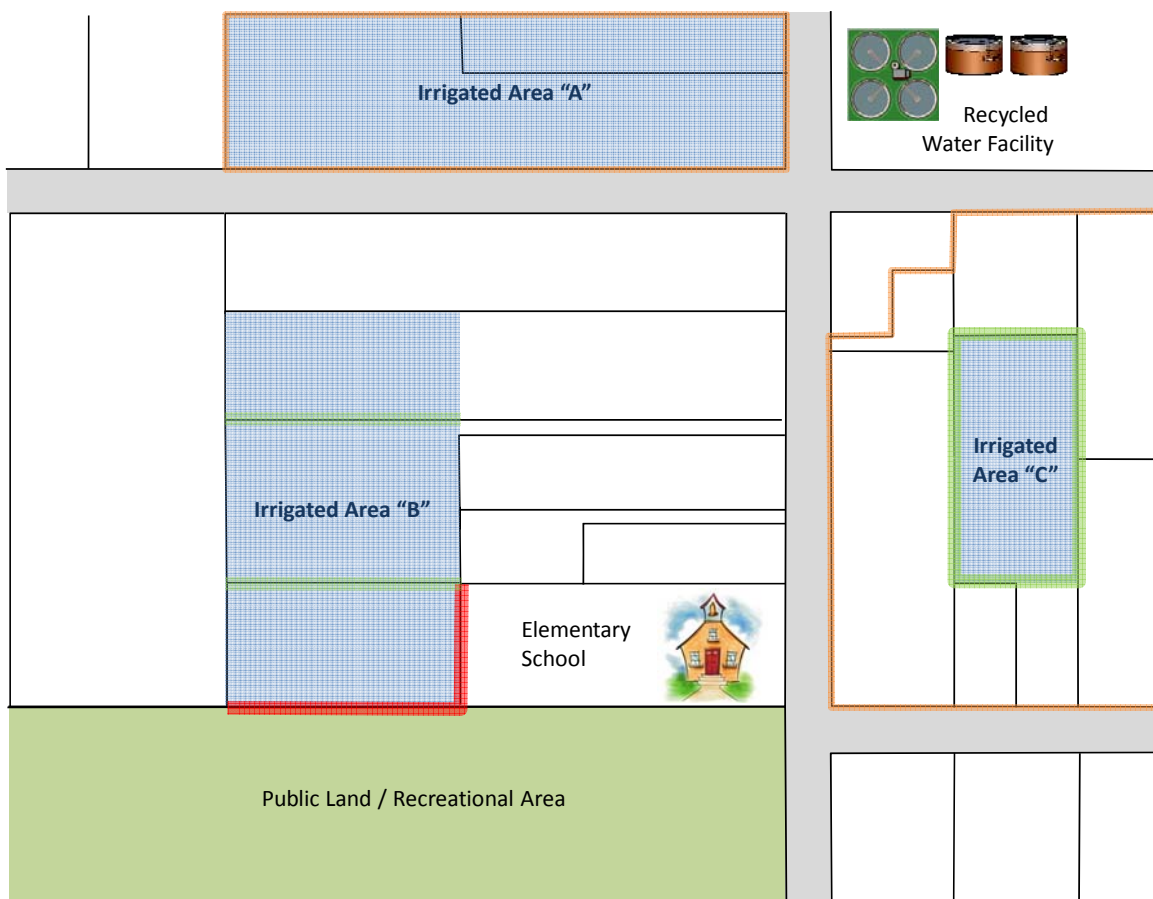 Irrigated Area “A”
Recycled
Water Facility
Irrigated Area “B”
Irrigated
Area “C”
Elementary
School
Public Land / Recreational Area